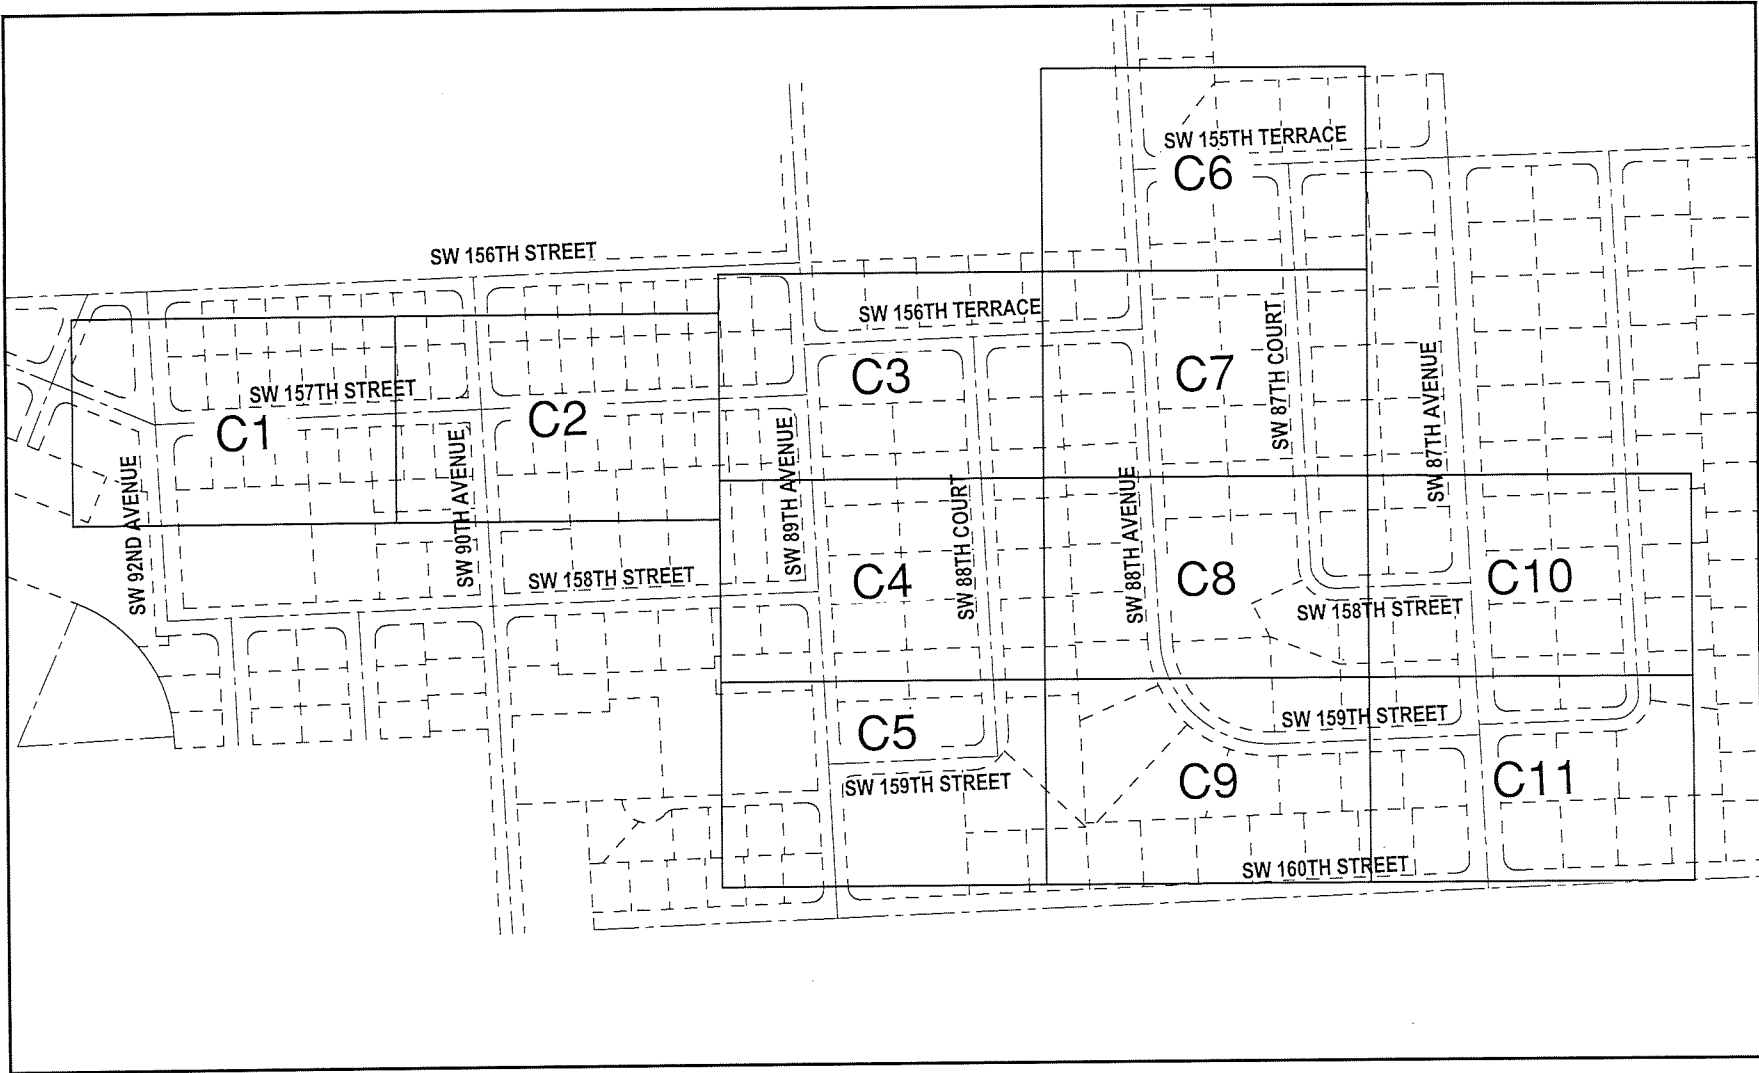 SW 155TH TERRACE
C6
SW 156TH STREET
SW 156TH TERRACE
SW 87TH COURT
SW 87TH AVENUE
C3
C7
SW 157TH STREET
C1
C2
SW 92ND AVENUE
SW 90TH AVENUE
SW 89TH AVENUE
SW 88TH COURT
SW 88TH AVENUE
SW 158TH STREET
C4
C8
C10
SW 158TH STREET
C5
SW 159TH STREET
SW 159TH STREET
C9
C11
SW 160TH STREET